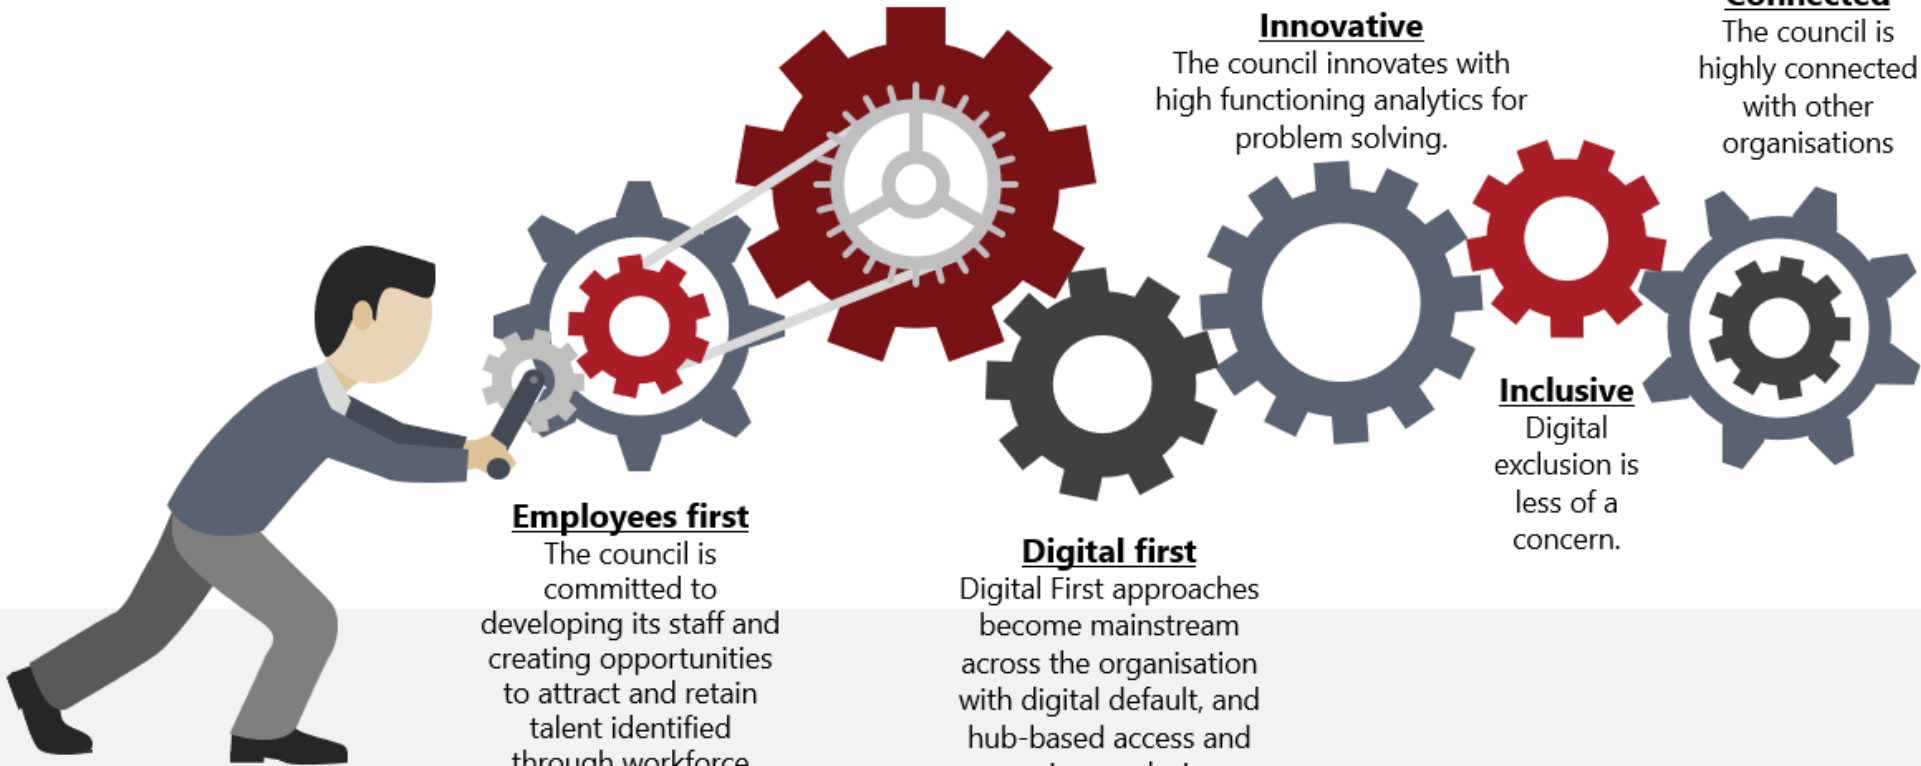 Innovative
The council innovates with
high functioning analytics for
problem solving.
Connected
The council is
highly connected
with other
organisations
Inclusive
Digital
exclusion is
less of a
concern.
Employees first
The council is
committed to
developing its staff and
creating opportunities
to attract and retain
talent identified
through workforce
Digital first
Digital First approaches
become mainstream
across the organisation
with digital default, and
hub-based access and